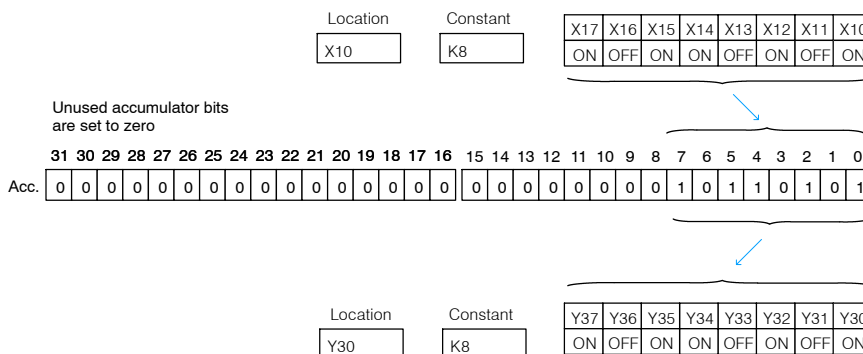 Location Constant
X10 K8
X17 X16 X15 X14 X13 X12 X11 X10
ON OFF ON ON OFF ON OFF ON
Unused accumulator bits
are set to zero
31 30 29 28 27 26 25 24 23 22 21 20 19 18 17 16 15 14 13 12 11 10 9 8 7 6 5 4 3 2 1 0
Acc. 0 0 0 0 0 0 0 0 0 0 0 0 0 0 0 0 0 0 0 0 0 0 0 0 1 0 1 1 0 1 0 1
Location Constant
Y30 K8
Y37 Y36 Y35 Y34 Y33 Y32 Y31 Y30
ON OFF ON ON OFF ON OFF ON